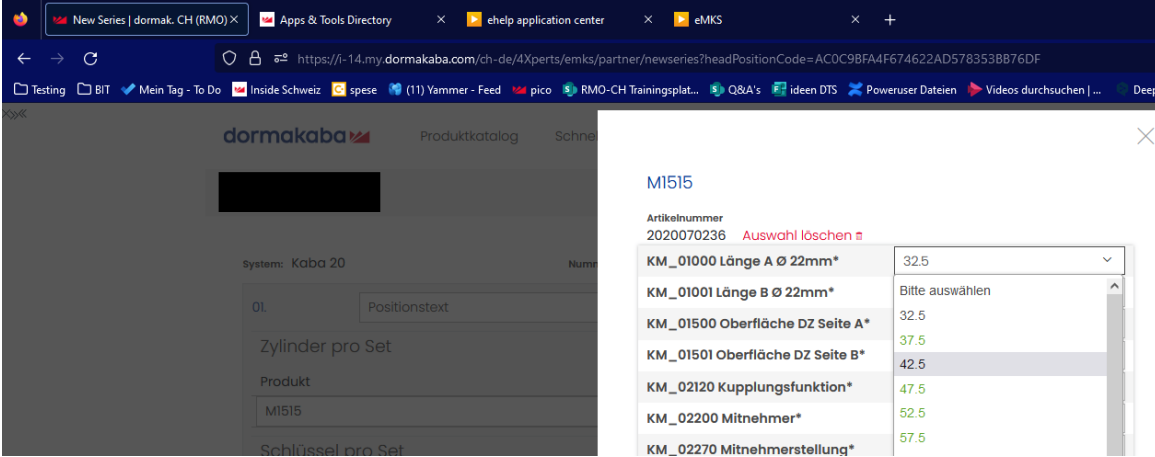 New Series | dormak. CH (RMO)
Apps & Tools Directory
ehelp application center
eMKS
https://i-14.my.dormakaba.com/ch-de/4Xperts/emks/partner/newseries?headPositionCode=AC0C9BFA4F674622AD578353BB76DF
Testing BIT Mein Tag - To Do Inside Schweiz spese (11) Yammer - Feed pico RMO-CH Trainingsplat... Q&A's ideen DTS Poweruser Dateien Videos durchsuchen | ... Deep
dormakaba Produktkatalog Schne
M1515
Artikelnummer
2020070236 Auswahl löschen
System: Kaba 20 Numm
01. Positionstext
Zylinder pro Set
Produkt
M1515
Schlüssel pro Set
KM_01000 Länge A Ø 22mm* 32.5
KM_01001 Länge B Ø 22mm*
KM_01500 Oberfläche DZ Seite A*
KM_01501 Oberfläche DZ Seite B*
KM_02120 Kupplungsfunktion*
KM_02200 Mitnehmer*
KM_02270 Mitnehmerstellung*
Bitte auswählen
32.5
37.5
42.5
47.5
52.5
57.5